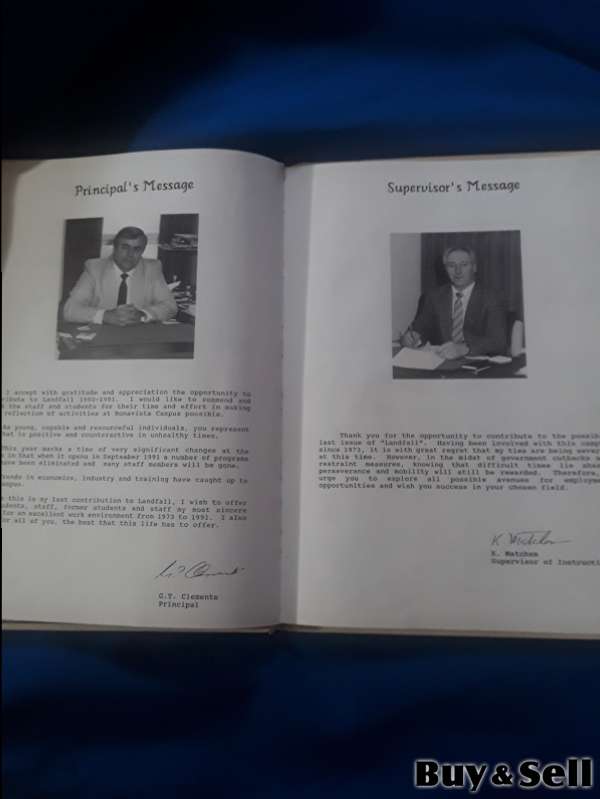 Principal's Message
I accept with gratitude and appreciation the opportunity to
ribute to Landfall 1990-1991. I would like to commend and
the staff and students for their time and effort in making
reflection of activities at Bonavista Campus possible.
As young, capable and resourceful individuals, you represent
that is positive and counteractive in unhealthy times.
This year marks a time of very significant changes at the
in that when it opens in September 1991 a number of programs
have been eliminated and many staff members will be gone.
rends in economics, industry and training have caught up to
ampus.
this is my last contribution to Landfall, I wish to offer
udents, staff, former students and staff my most sincere
for an excellent work environment from 1973 to 1991. I also
for all of you, the best that this life has to offer.
G.T. Clements
Principal
Supervisor's Message
Thank you for the opportunity to contribute to the possib
last issue of "Landfall". Having been involved with this camp
since 1973, it is with great regret that my ties are being sever
at this time. However, in the midst of government cutbacks a
restraint measures, knowing that difficult times lie ahea
perseverance and mobility will still be rewarded. Therefore,
urge you to explore all possible avenues for employme
opportunities and wish you success in your chosen field.
K. Matchem
Supervisor of Instructi
Buy & Sell